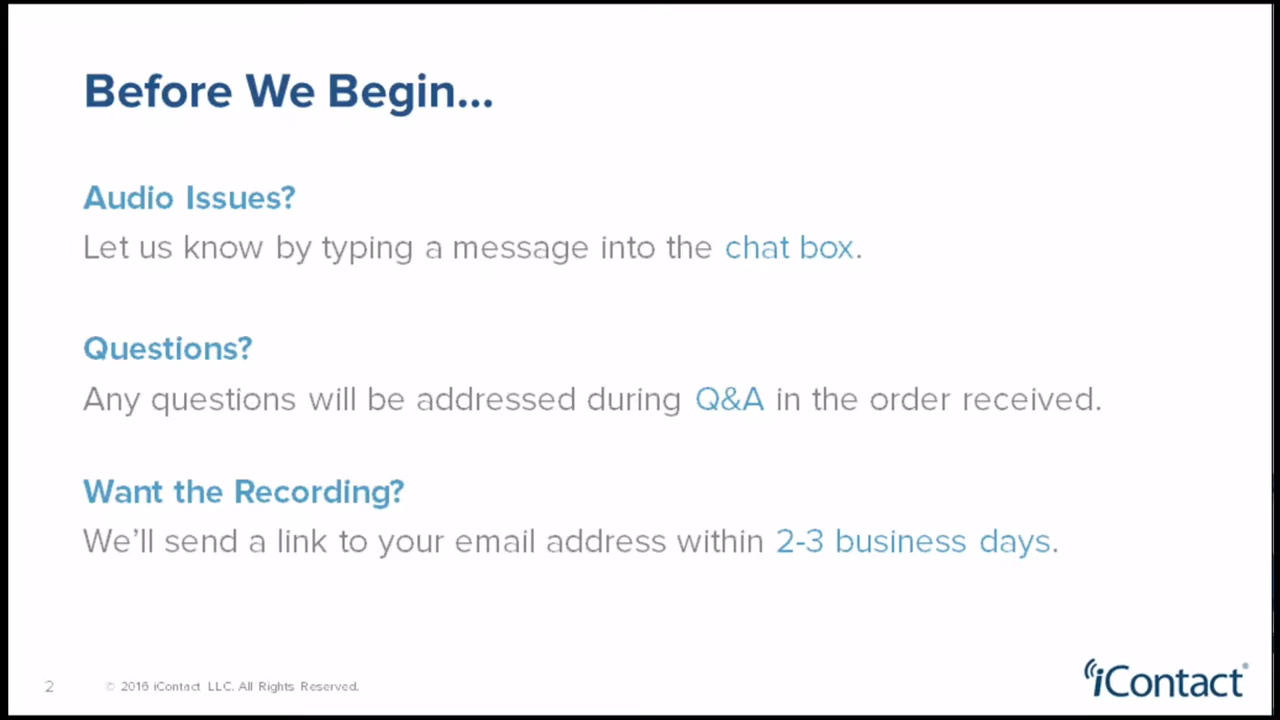 Before We Begin...
Audio Issues?
Let us know by typing a message into the chat box.
Questions?
Any questions will be addressed during Q&A in the order received.
Want the Recording?
We'll send a link to your email address within 2-3 business days.
2
© 2016 iContact LLC. All Rights Reserved.
iContact®